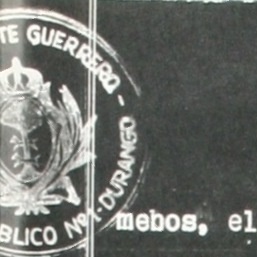 TE GUERRERO -
BLICO Nº 1- DURANGO
mebos, el